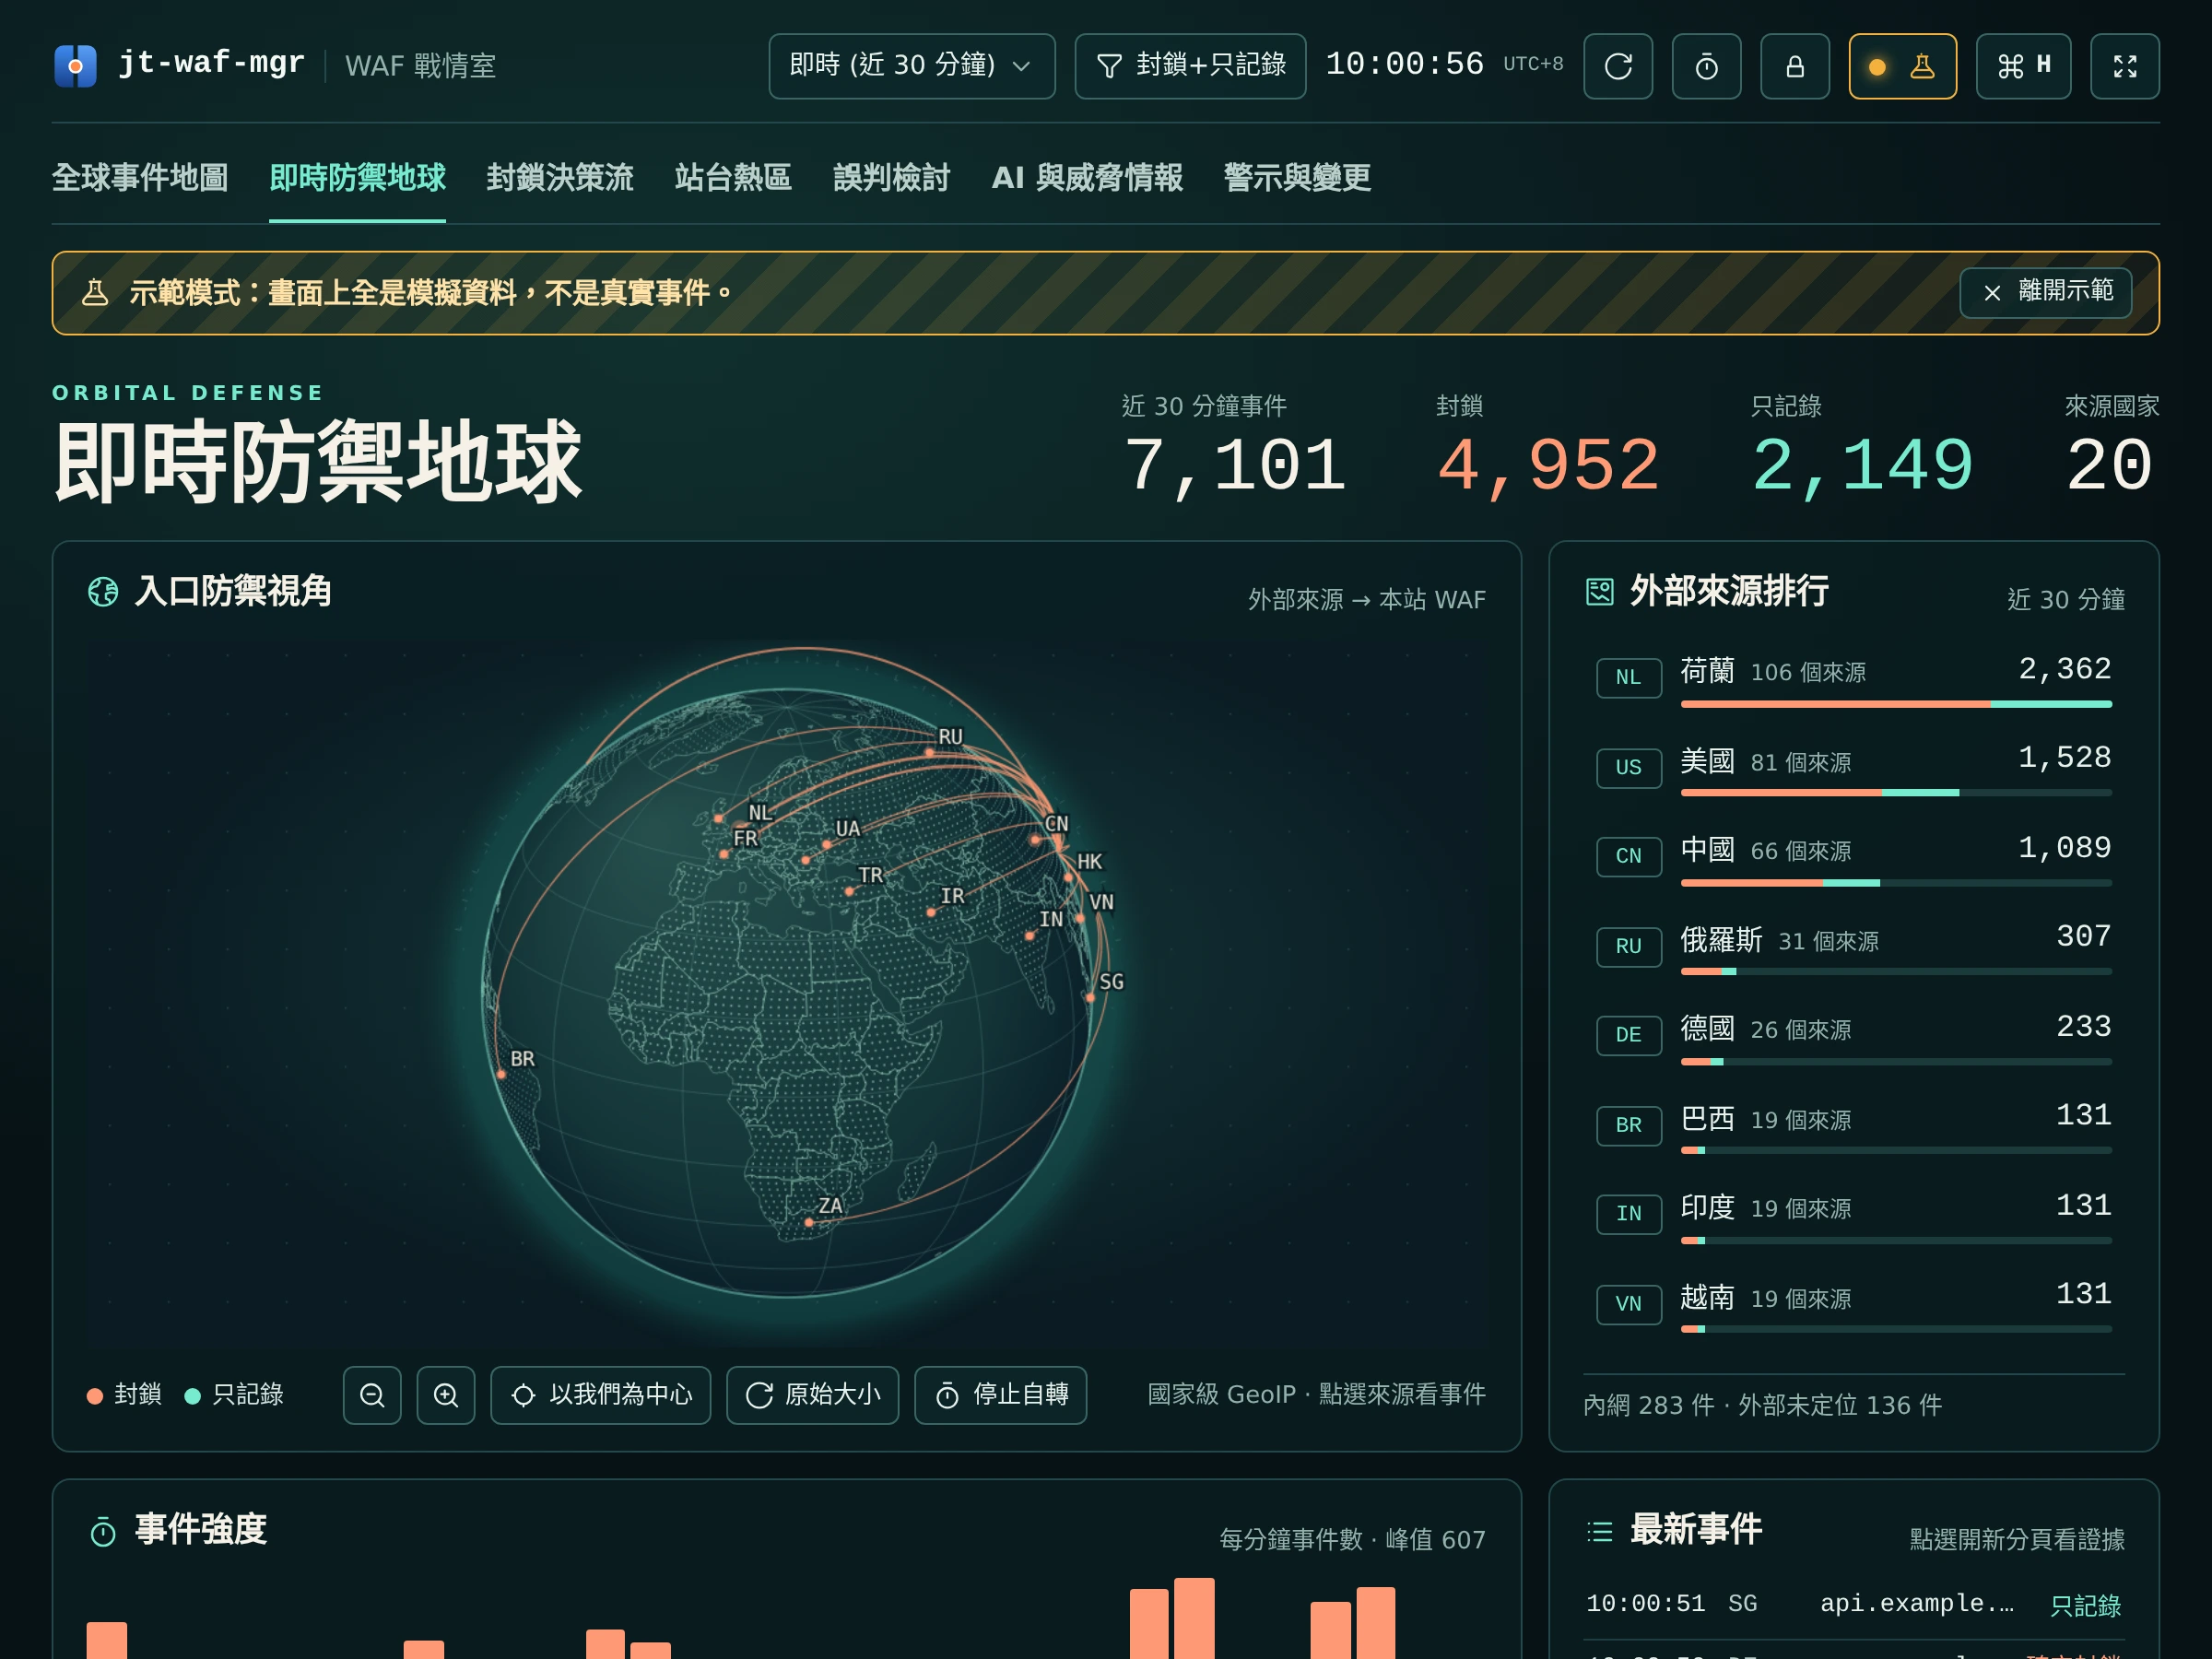 jt-waf-mgr WAF 戰情室 即時 (近 30 分鐘) 封鎖+只記錄 10:00:56 UTC+8 ⌘ H
全球事件地圖 即時防禦地球 封鎖決策流 站台熱區 誤判檢討 AI 與威脅情報 警示與變更
示範模式：畫面上全是模擬資料，不是真實事件。 離開示範
ORBITAL DEFENSE
即時防禦地球
近 30 分鐘事件 封鎖 只記錄 來源國家
7,101 4,952 2,149 20
入口防禦視角 外部來源 → 本站 WAF
RU
NL
CN
UA
FR
HK
TR
IR
VN
IN
SG
BR
ZA
封鎖 只記錄 以我們為中心 原始大小 停止自轉 國家級 GeoIP · 點選來源看事件
外部來源排行 近 30 分鐘
NL 荷蘭 106 個來源 2,362
US 美國 81 個來源 1,528
CN 中國 66 個來源 1,089
RU 俄羅斯 31 個來源 307
DE 德國 26 個來源 233
BR 巴西 19 個來源 131
IN 印度 19 個來源 131
VN 越南 19 個來源 131
內網 283 件 · 外部未定位 136 件
事件強度 每分鐘事件數 · 峰值 607
最新事件 點選開新分頁看證據
10:00:51 SG api.example.… 只記錄